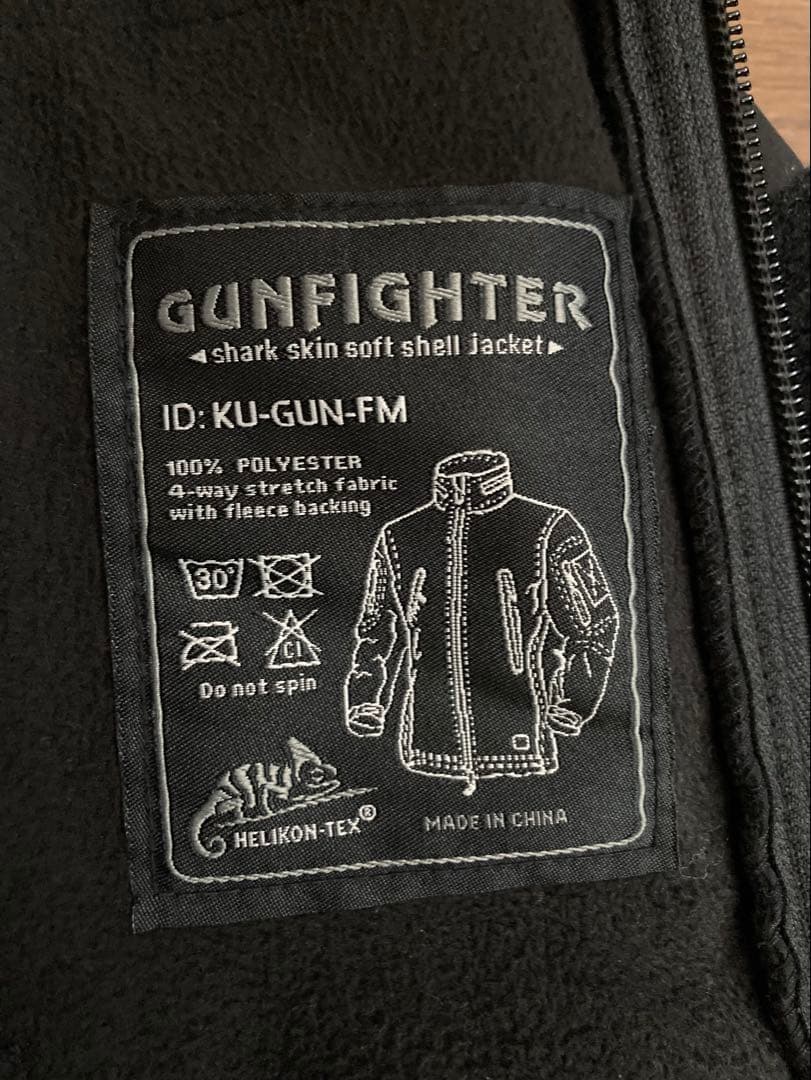 GUNFIGHTER
◄shark skin soft shell jacket►
ID: KU-GUN-FM
100% POLYESTER
4-way stretch fabric
with fleece backing
30°
Cl
Do not spin
HELIKON-TEX®
MADE IN CHINA